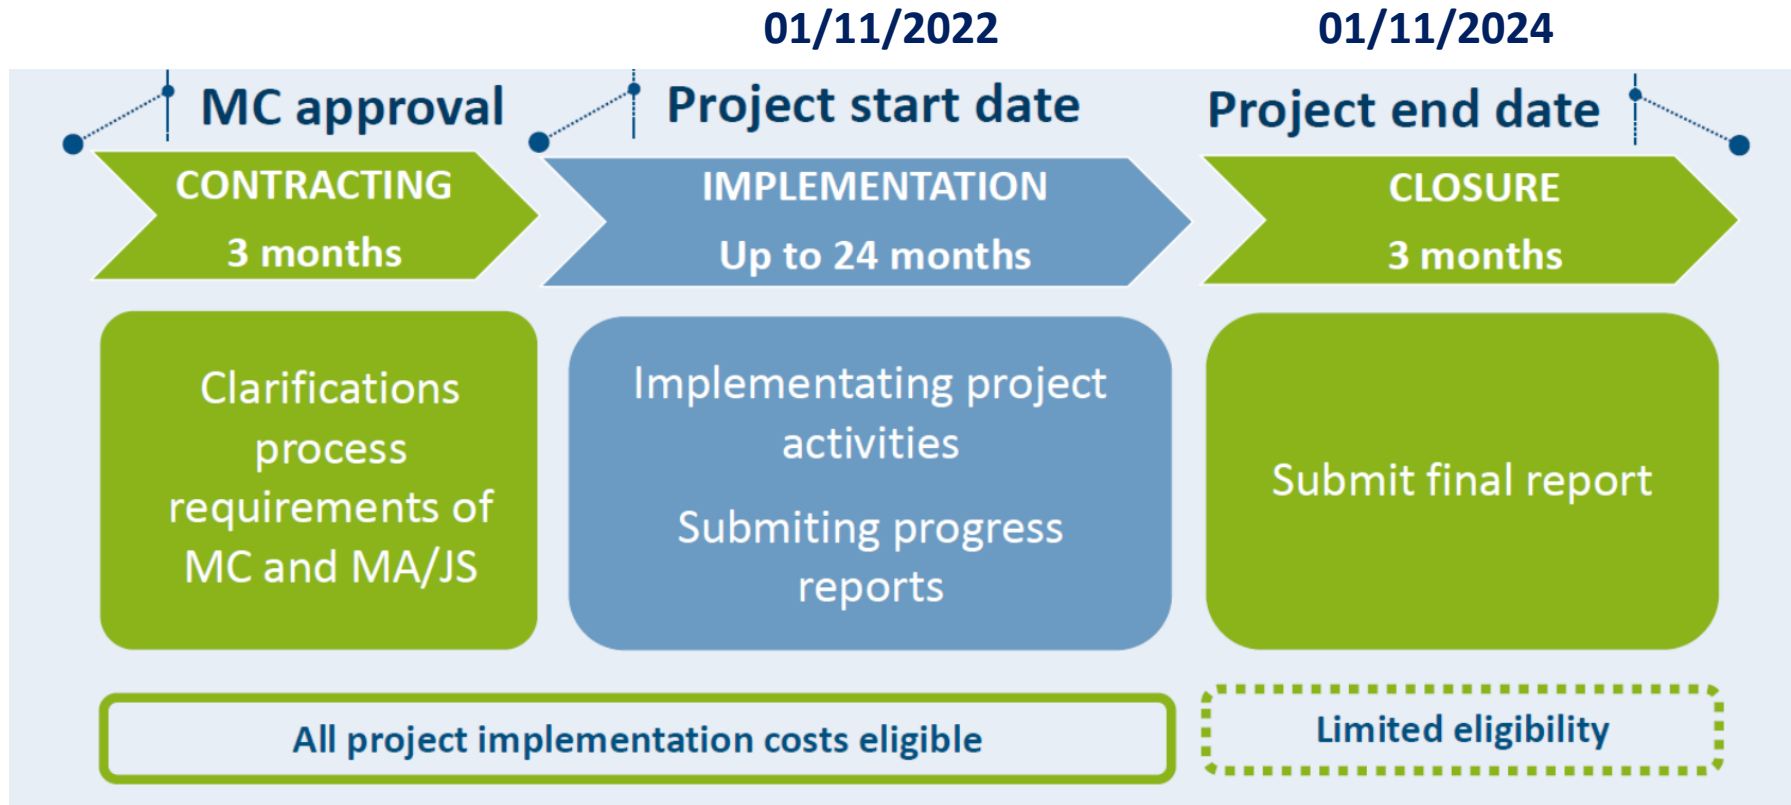 01/11/2022
01/11/2024
MC approval
Project start date
Project end date
CONTRACTING
3 months
IMPLEMENTATION
Up to 24 months
CLOSURE
3 months
Clarifications
process
requirements of
MC and MA/JS
Implementating project
activities
Submiting progress
reports
Submit final report
All project implementation costs eligible
Limited eligibility